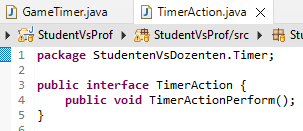 GameTimer.java TimerAction.java
StudentVsProf StudentVsProf/src
1 package StudentenVsDozenten.Timer;
2
3 public interface TimerAction {
4 public void TimerActionPerform();
5 }